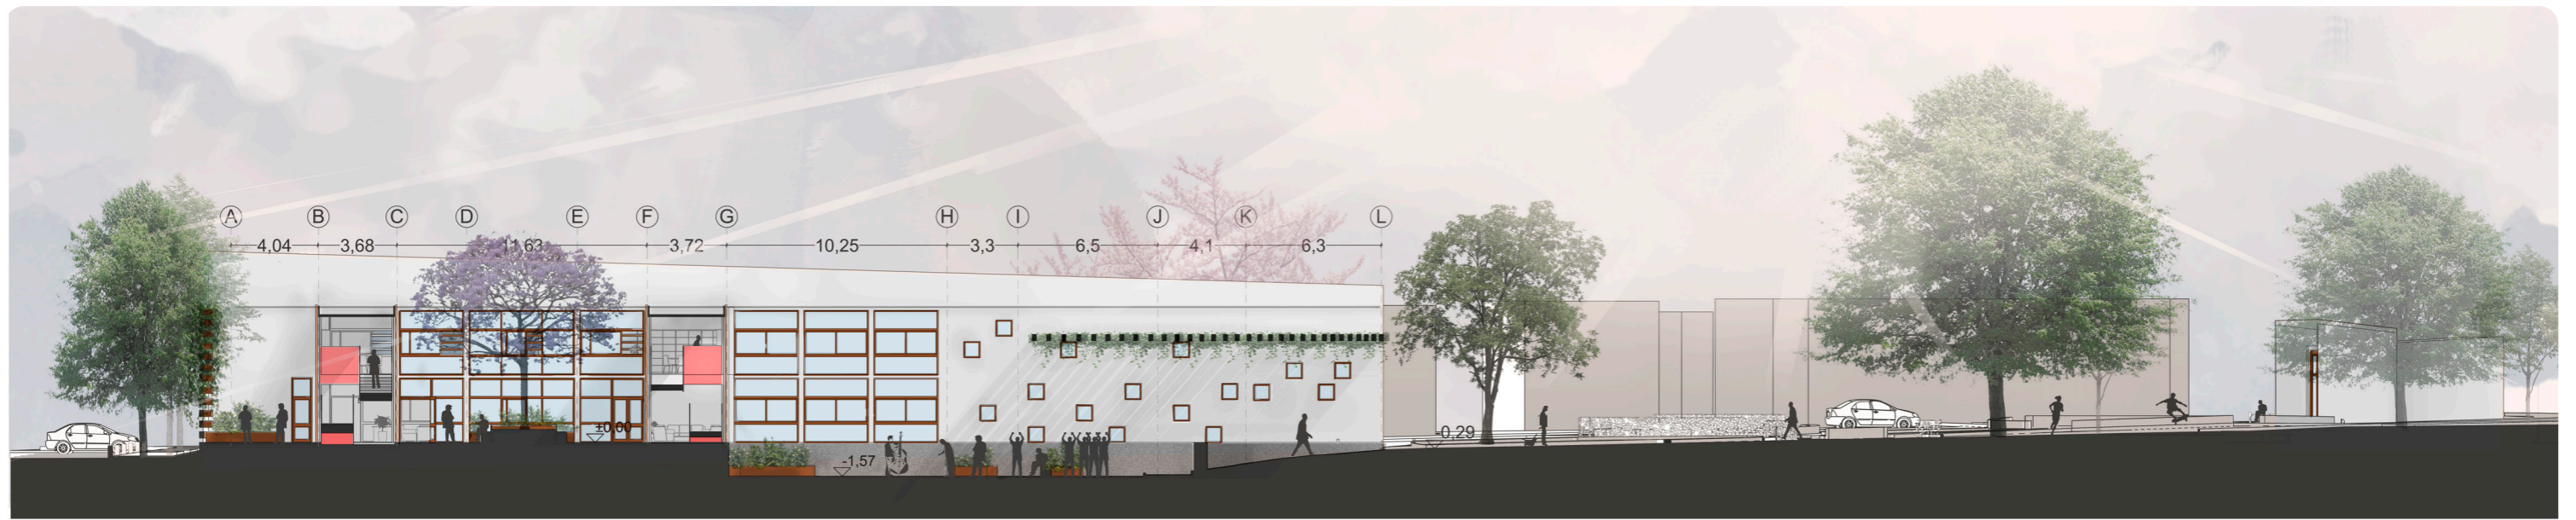 A B C D E F G H I J K L
4,04 3,68 11,63 3,72 10,25 3,3 6,5 4,1 6,3
±0,00
-0,29
-1,57